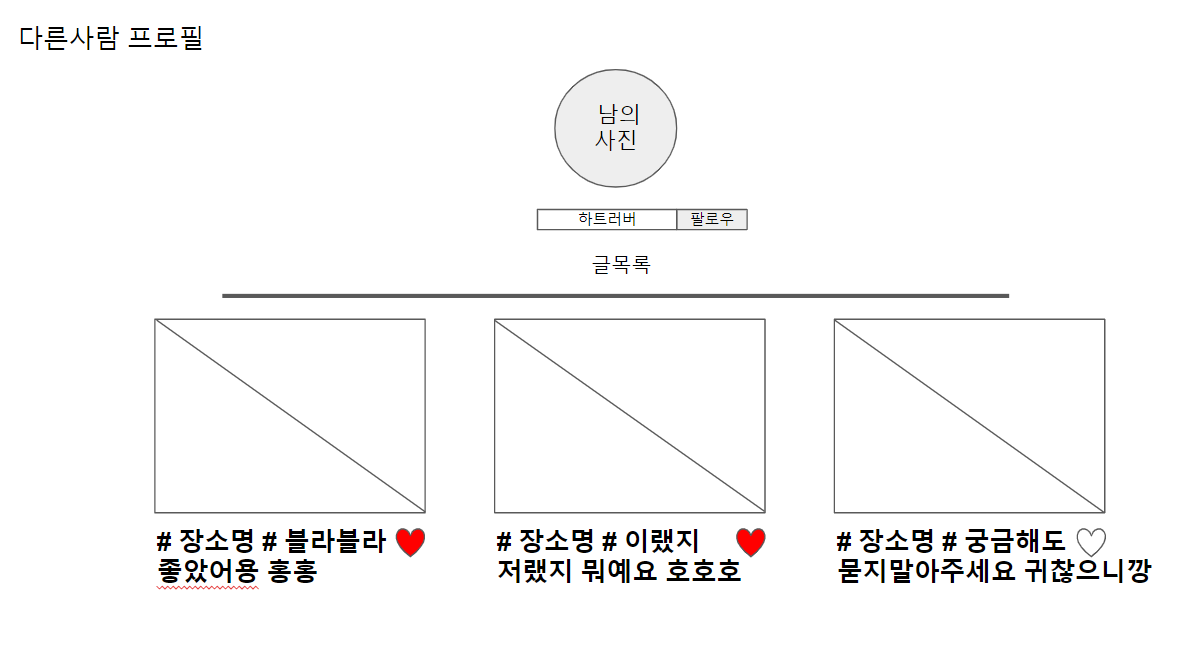 다른사람 프로필
남의
사진
하트러버 팔로우
글목록
# 장소명 # 블라블라
좋았어용 홍홍
# 장소명 # 이랬지
저랬지 뭐예요 호호호
# 장소명 # 궁금해도
묻지말아주세요 귀찮으니깡